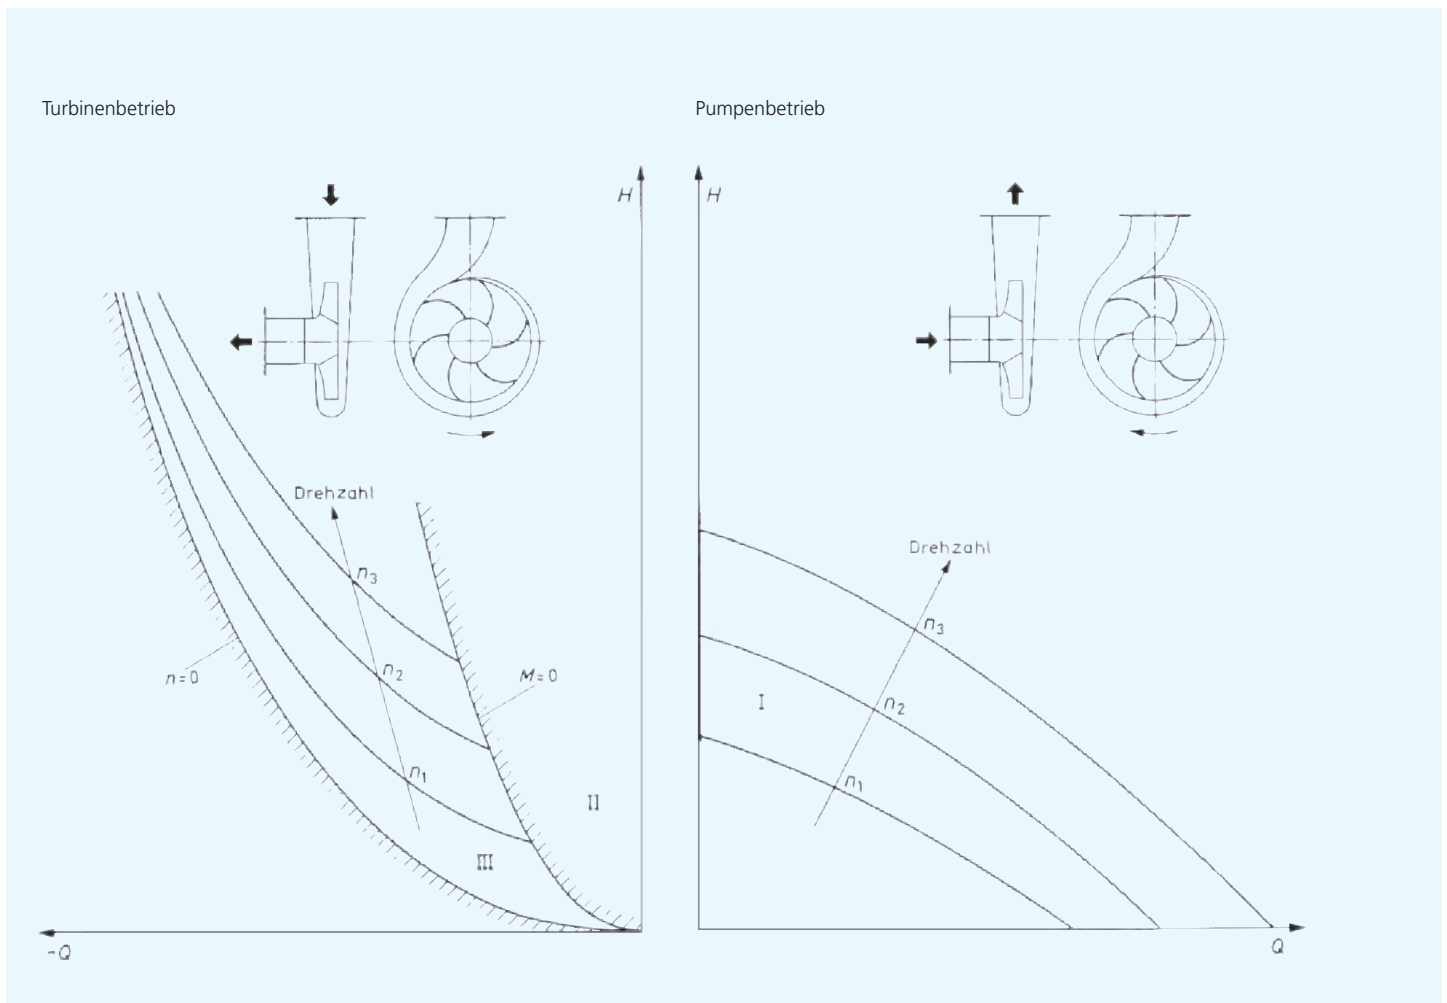 Turbinenbetrieb
H
Drehzahl
n3
n2
n1
n=0
M=0
II
III
-Q
Pumpenbetrieb
H
Drehzahl
n3
n2
n1
I
Q